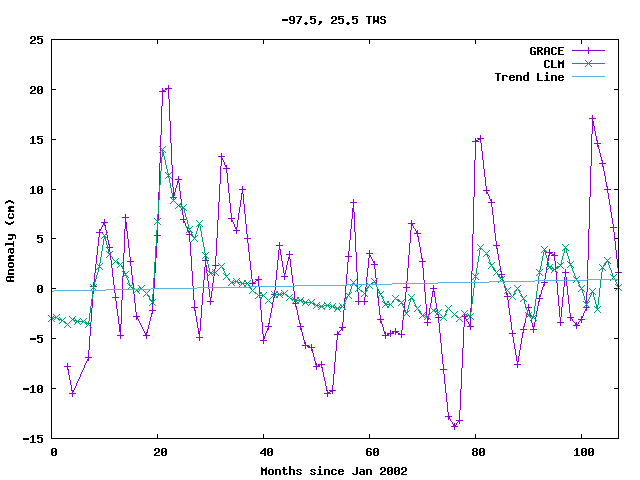 -97.5, 25.5 TWS
25
20
15
10
5
0
-5
-10
-15
Anomaly (cm)
GRACE
CLM
Trend Line
0 20 40 60 80 100
Months since Jan 2002